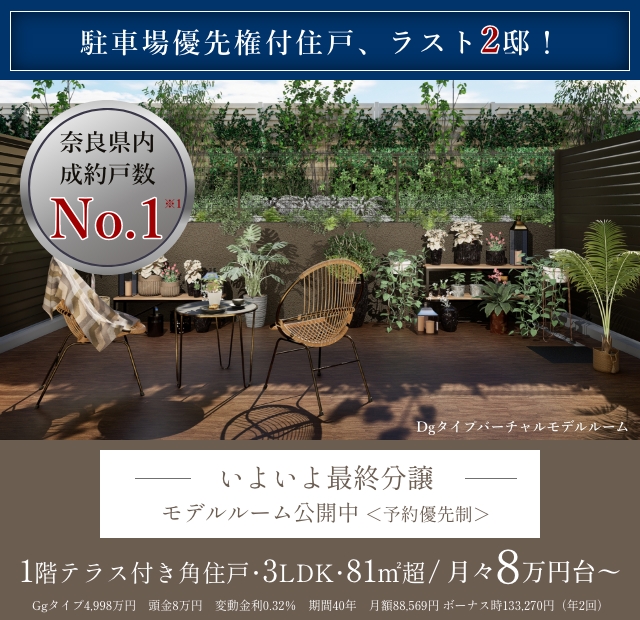 駐車場優先権付住戸、ラスト2邸！
奈良県内
成約戸数
No.1※1
Dgタイプバーチャルモデルルーム
いよいよ最終分譲
モデルルーム公開中＜予約優先制＞
1階テラス付き角住戸・3LDK・81㎡超/月々8万円台～
Ggタイプ4,998万円　頭金8万円　変動金利0.32%　期間40年　月額88,569円 ボーナス時133,270円（年2回）